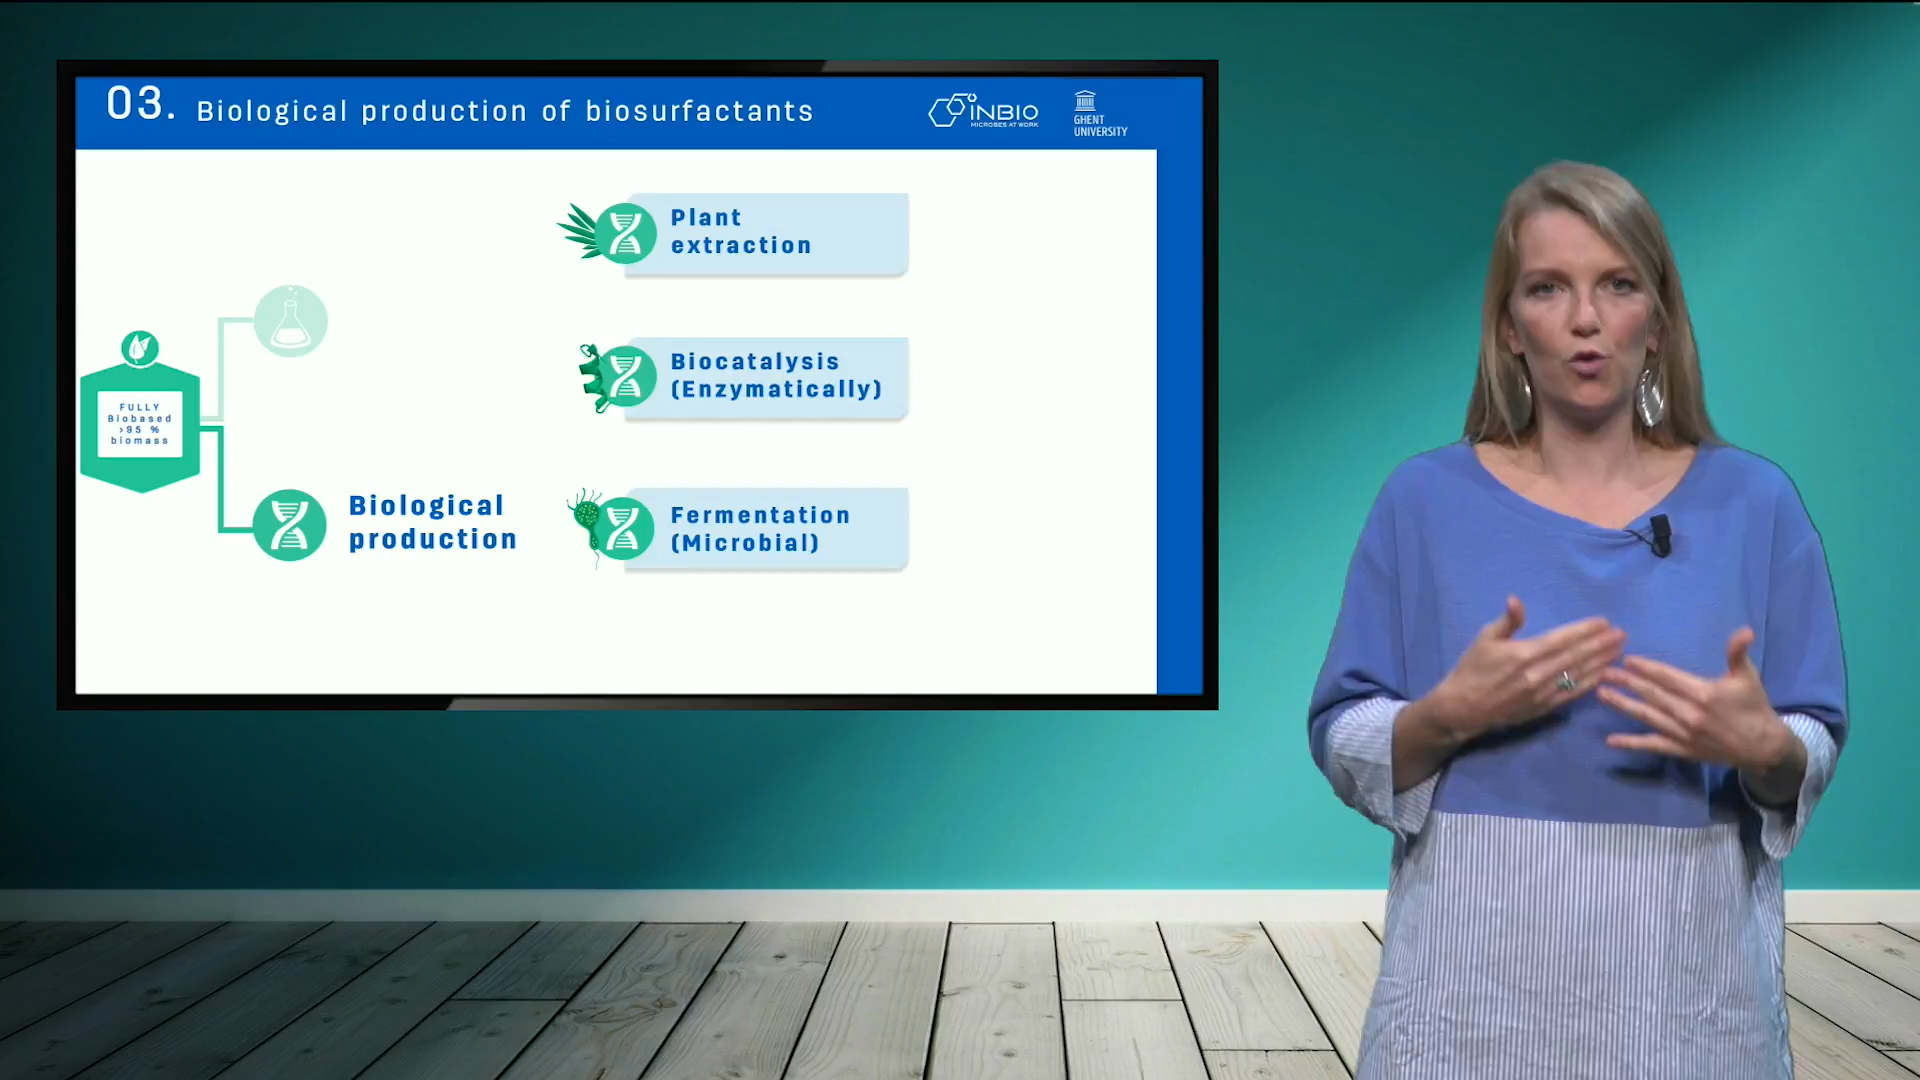 03. Biological production of biosurfactants
iNBIO
MICROBES AT WORK
GHENT
UNIVERSITY
Plant
extraction
Biocatalysis
(Enzymatically)
FULLY
Biobased
>95 %
biomass
Biological
production
Fermentation
(Microbial)